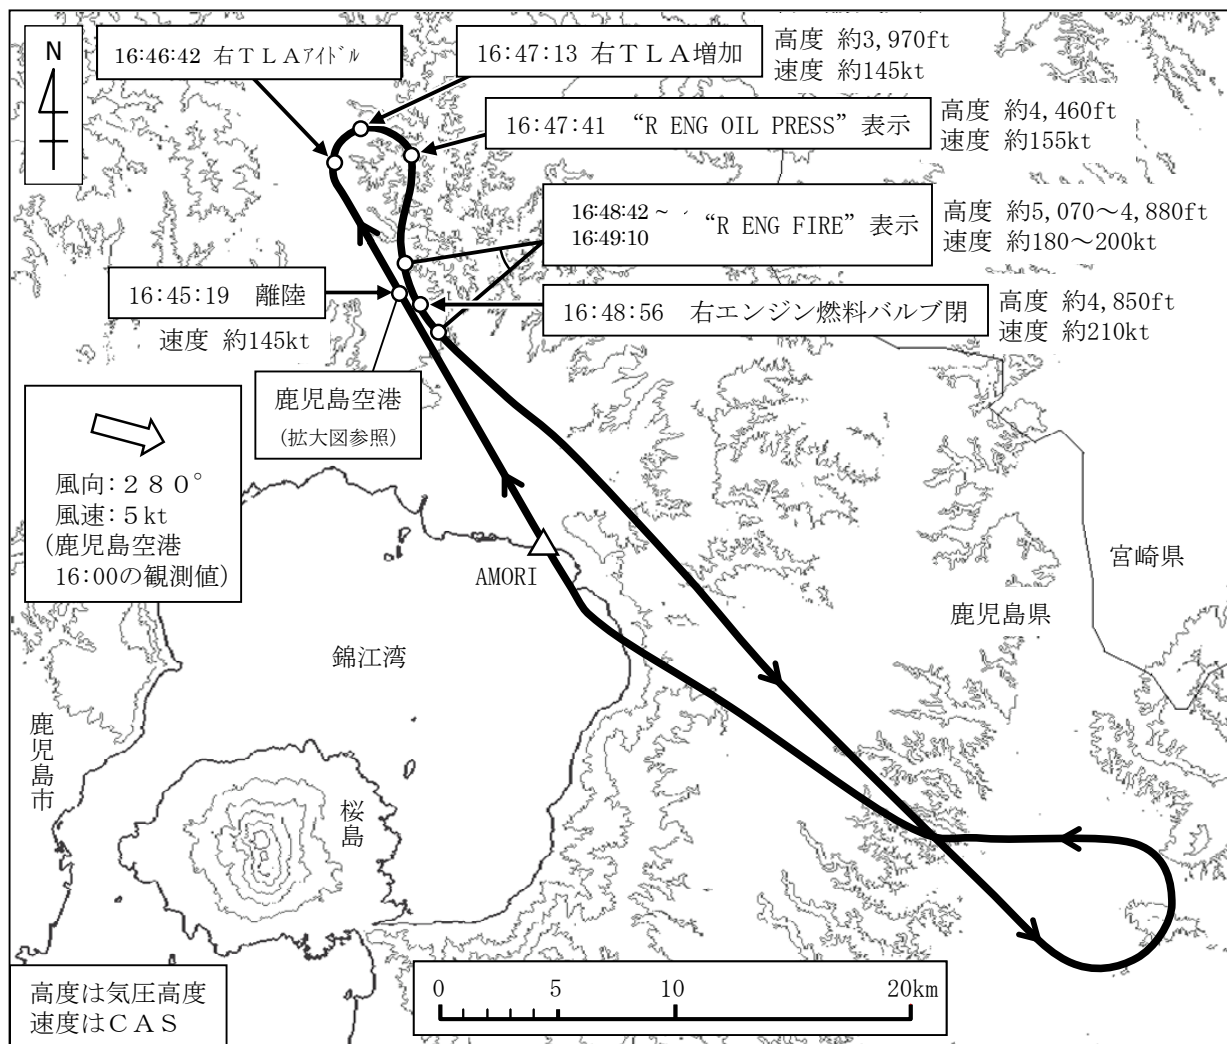 N
16:46:42 右ＴＬＡｱｲﾄﾞﾙ
16:47:13 右ＴＬＡ増加
高度 約3,970ft
速度 約145kt
16:47:41 “R ENG OIL PRESS” 表示
高度 約4,460ft
速度 約155kt
16:48:42 ~
16:49:10
“R ENG FIRE” 表示
高度 約5,070～4,880ft
速度 約180～200kt
16:45:19 離陸
速度 約145kt
16:48:56 右エンジン燃料バルブ閉
高度 約4,850ft
速度 約210kt
鹿児島空港
(拡大図参照)
風向：２８０°
風速：５kt
(鹿児島空港
16:00の観測値)
AMORI
宮崎県
鹿児島県
錦江湾
鹿児島市
桜島
高度は気圧高度
速度はＣＡＳ
0 5 10 20km